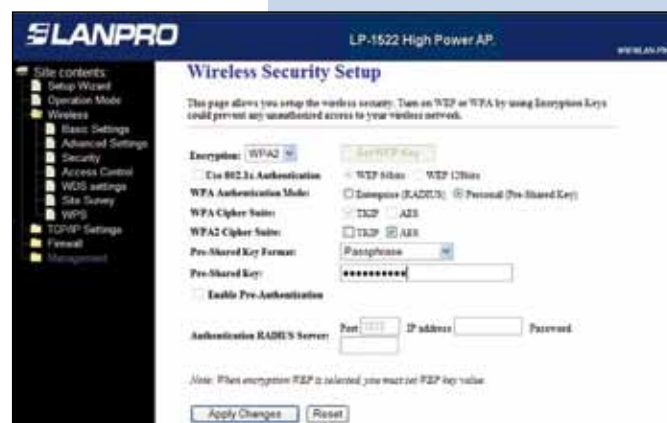 LANPRO
LP-1522 High Power AP.
Site contents:
Setup Wizard
Operation Mode
Wireless
Basic Settings
Advanced Settings
Security
Access Control
WDS settings
Site Survey
WPS
TCP/IP Settings
Firewall
Management
Wireless Security Setup
This page allows you setup the wireless security. Turn on WEP or WPA by using Encryption Keys
could prevent any unauthorized access to your wireless network.
Encryption: WPA2 Set WEP Key
Use 802.1x Authentication WEP 64bits WEP 128bits
WPA Authentication Mode: Enterprise (RADIUS) Personal (Pre-Shared Key)
WPA Cipher Suite: TKIP AES
WPA2 Cipher Suite: TKIP AES
Pre-Shared Key Format: Passphrase
Pre-Shared Key:
Enable Pre-Authentication
Authentication RADIUS Server: Port 1812 IP address Password
Note: When encryption WEP is selected, you must set WEP key value.
Apply Changes Reset